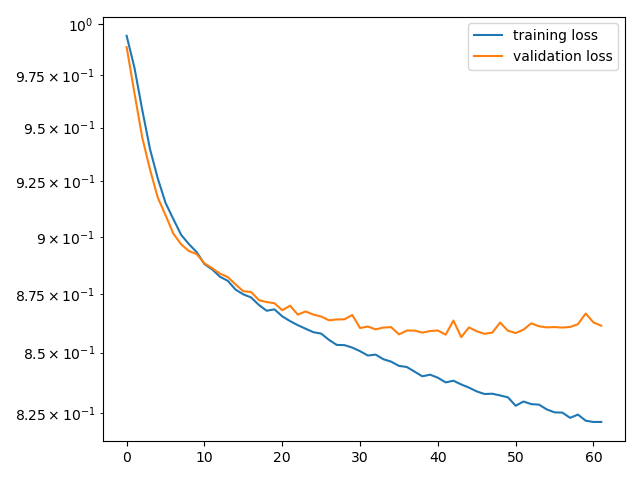 10⁰
9.75 × 10⁻¹
9.5 × 10⁻¹
9.25 × 10⁻¹
9 × 10⁻¹
8.75 × 10⁻¹
8.5 × 10⁻¹
8.25 × 10⁻¹
training loss
validation loss
0 10 20 30 40 50 60